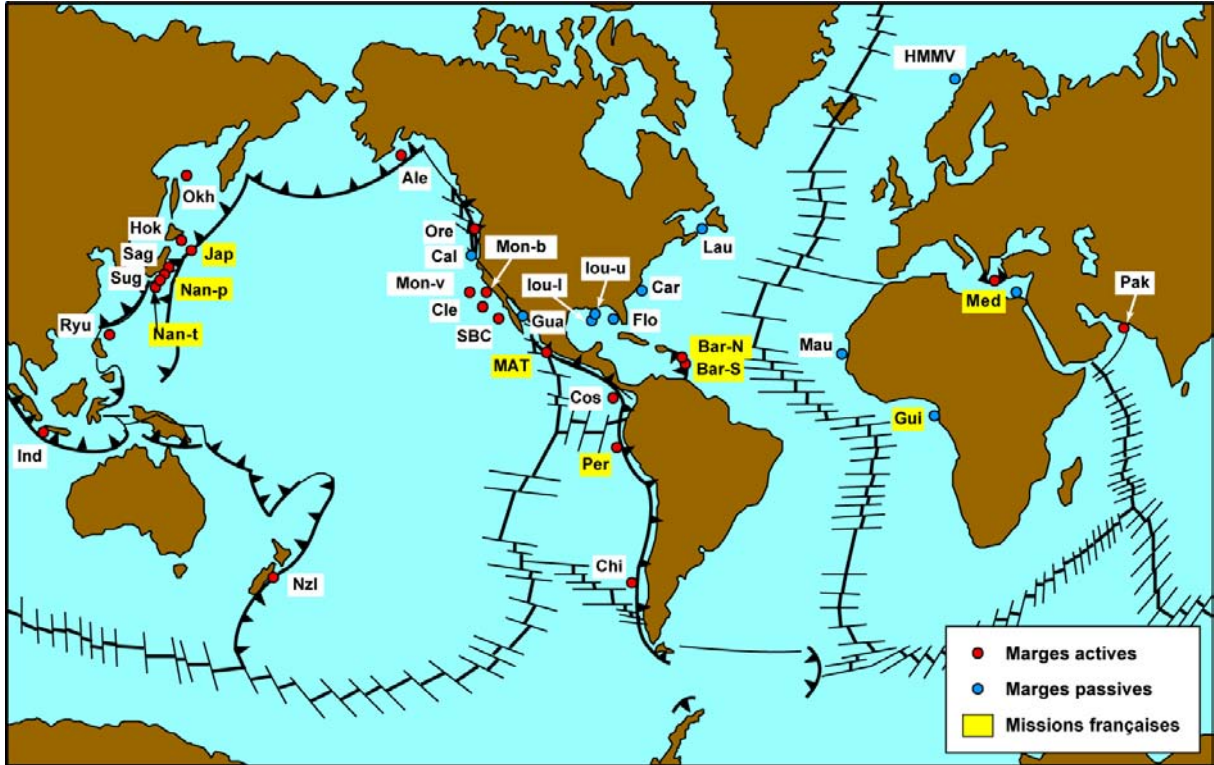 HMMV
Okh
Ale
Hok
Sag
Sug
Jap
Nan-p
Nan-t
Ryu
Ind
Nzl
Ore
Cal
Mon-b
Mon-v
Iou-u
Iou-l
Cle
SBC
Gua
MAT
Lau
Car
Flo
Bar-N
Bar-S
Cos
Per
Chi
Mau
Gui
Med
Pak
Marges actives
Marges passives
Missions françaises